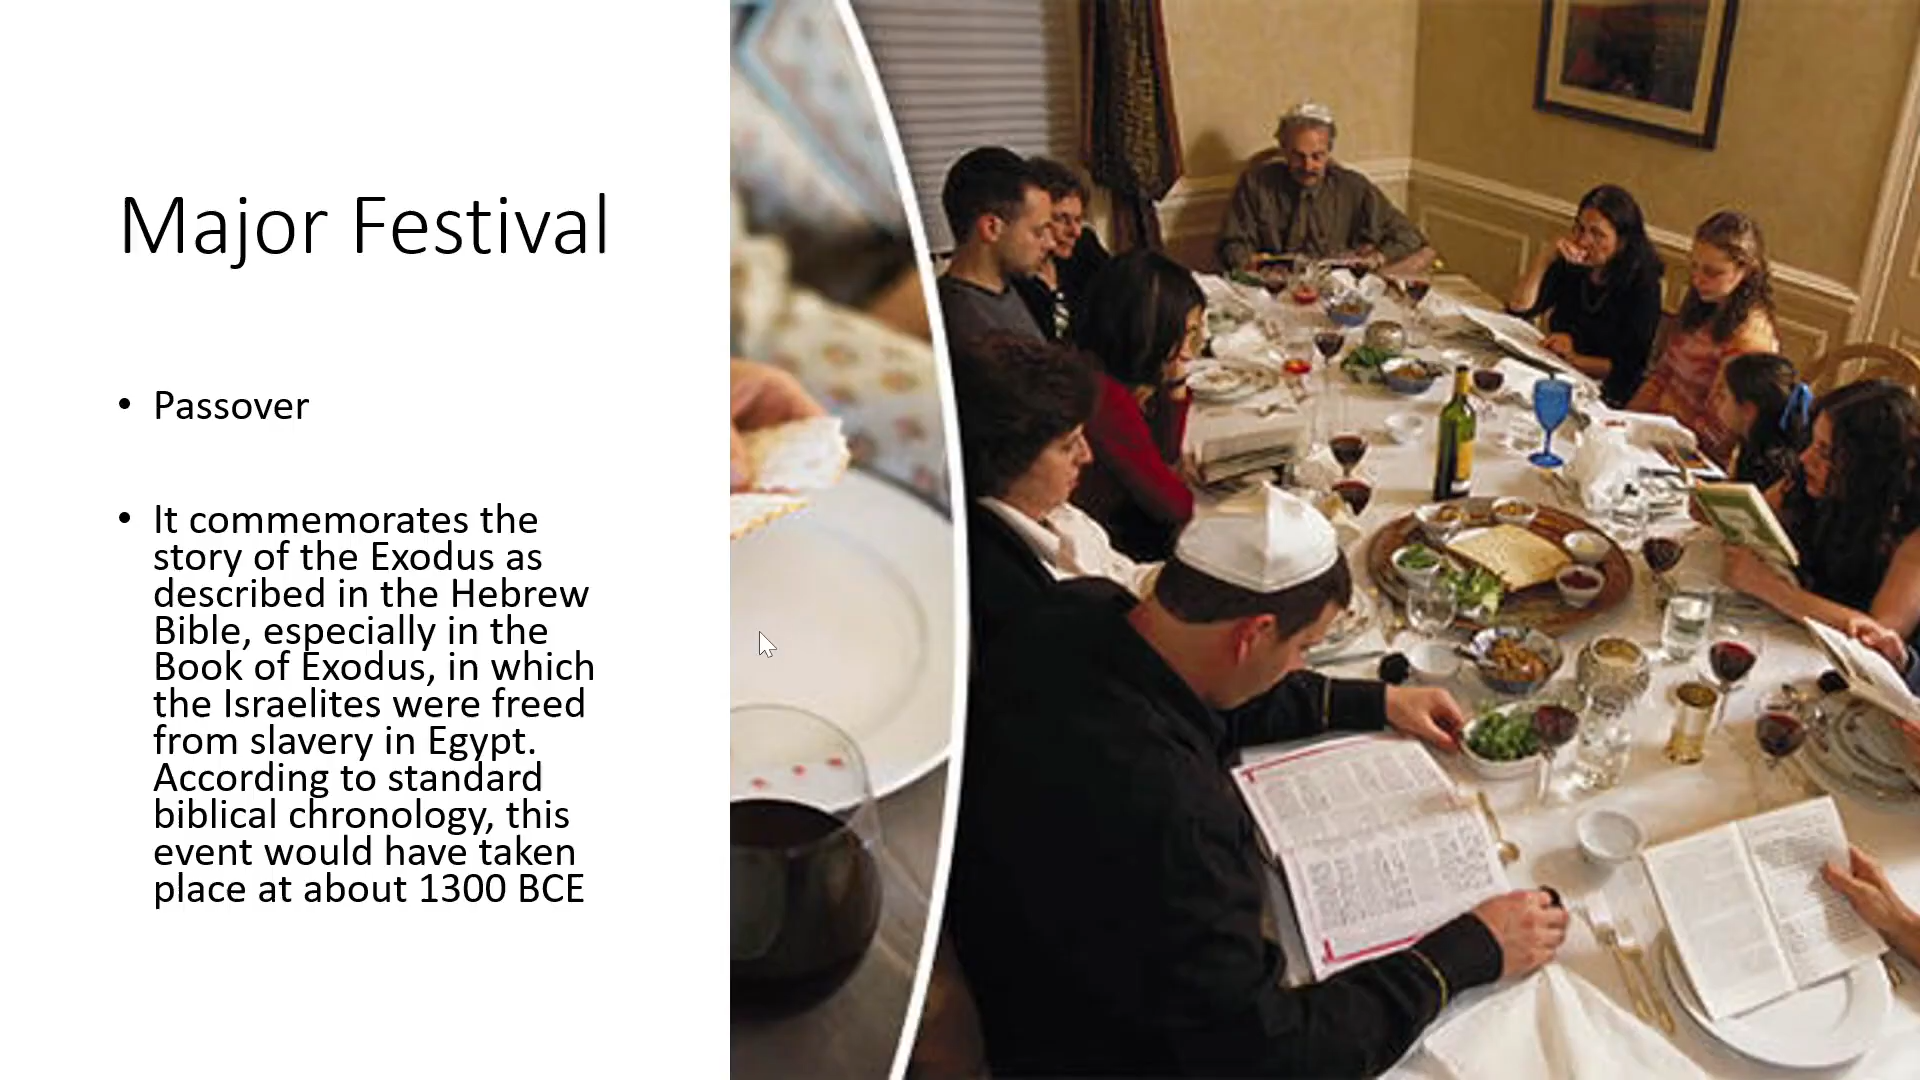 Major Festival
• Passover
• It commemorates the
story of the Exodus as
described in the Hebrew
Bible, especially in the
Book of Exodus, in which
the Israelites were freed
from slavery in Egypt.
According to standard
biblical chronology, this
event would have taken
place at about 1300 BCE